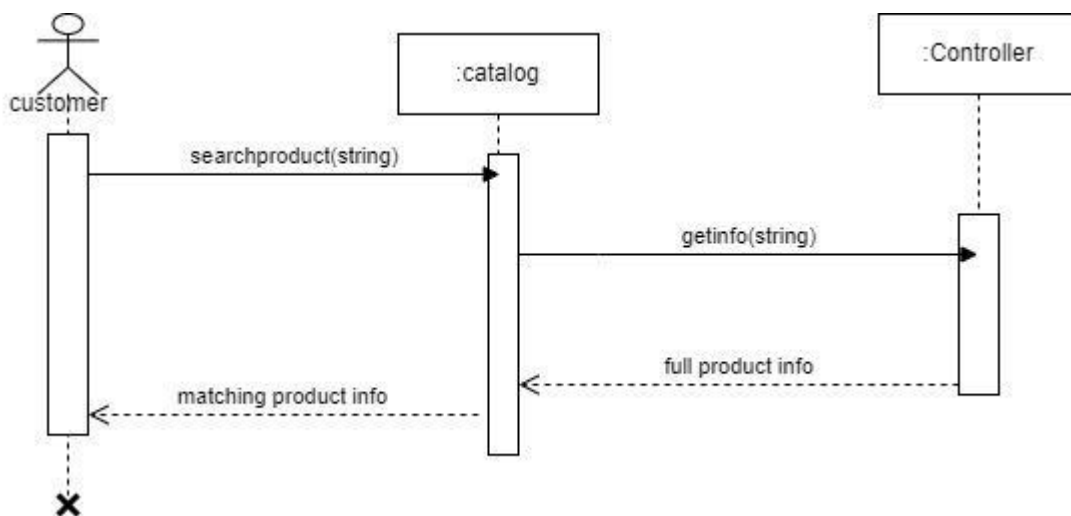 :Controller
:catalog
customer
searchproduct(string)
getinfo(string)
full product info
matching product info